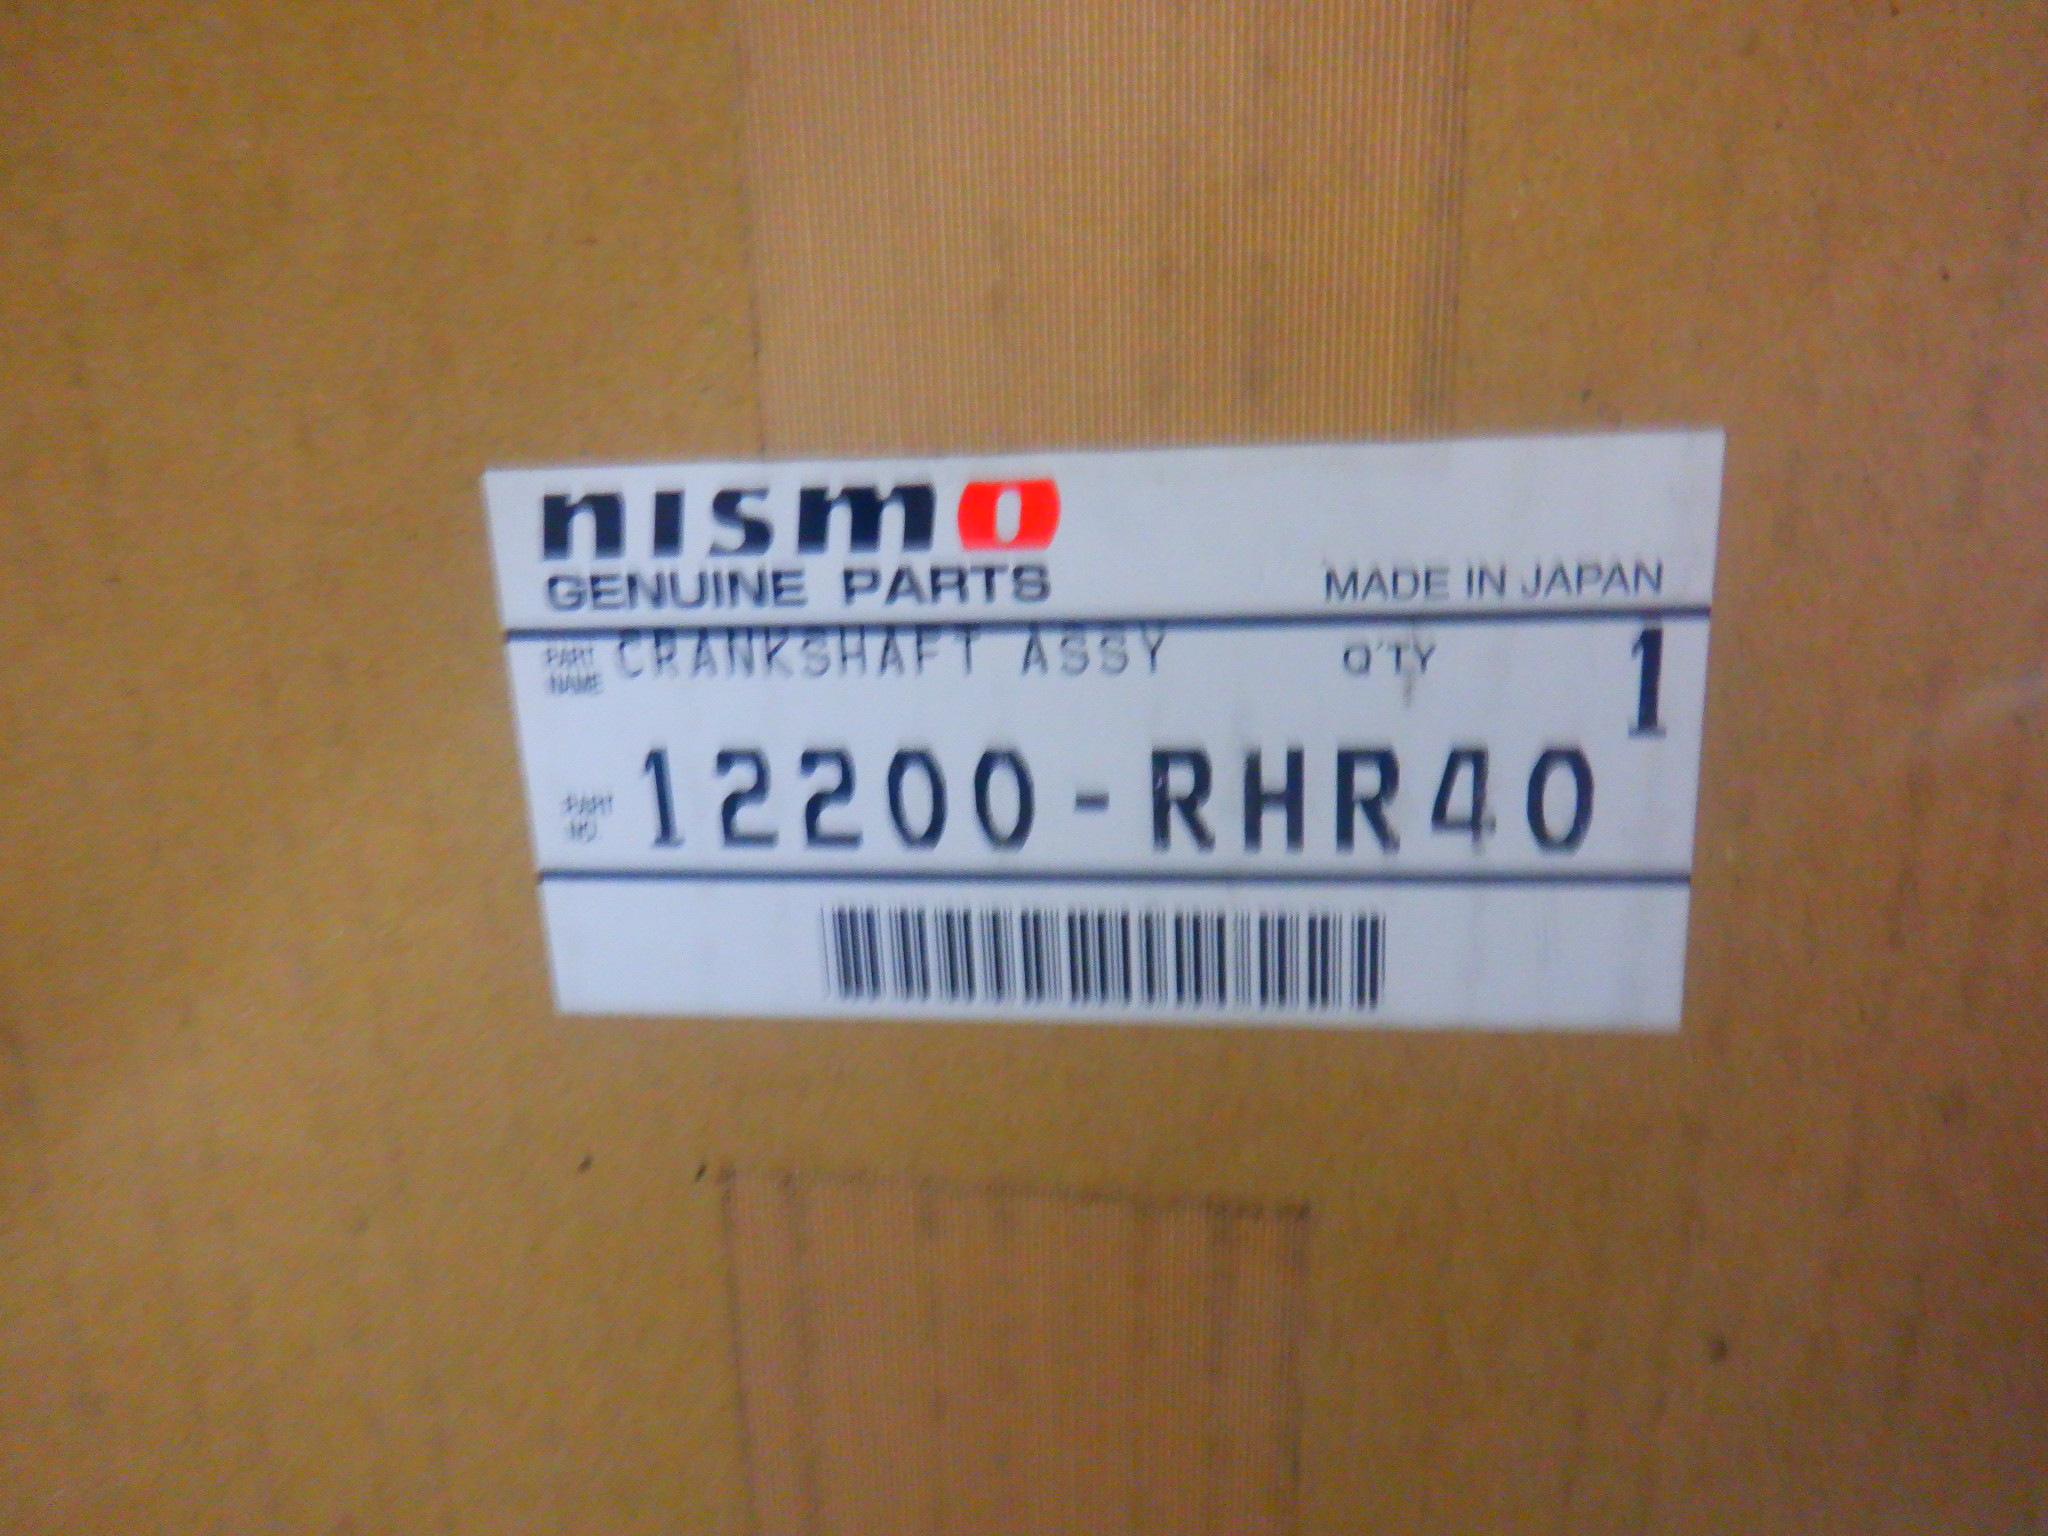 nismo
GENUINE PARTS
MADE IN JAPAN
PART NAME CRANKSHAFT ASSY Q'TY 1
PART NO 12200-RHR40